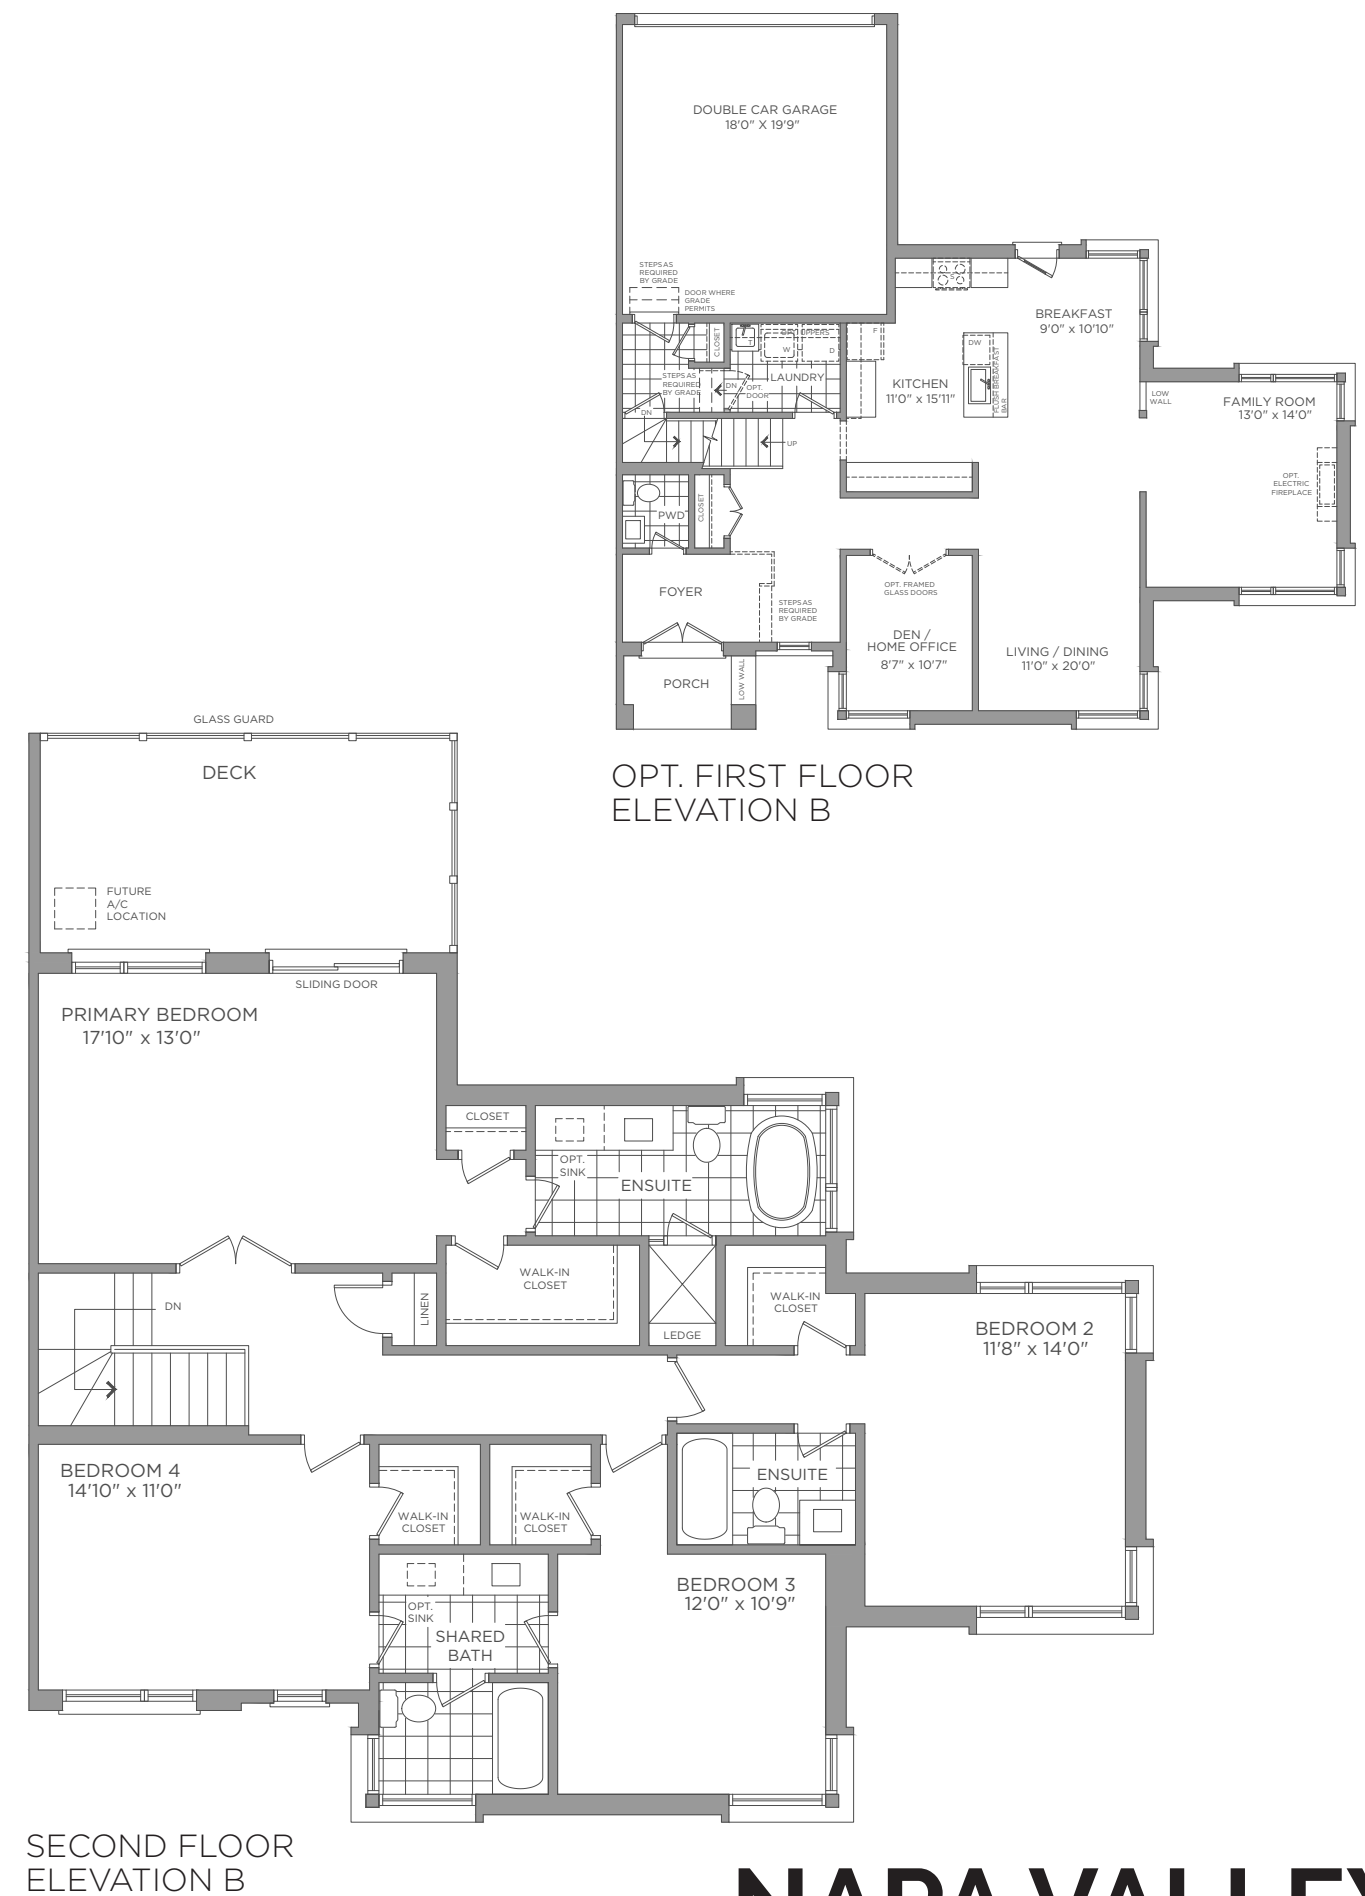 DOUBLE CAR GARAGE
18'0" X 19'9"
STEPS AS
REQUIRED
BY GRADE
DOOR WHERE
GRADE
PERMITS
CLOSET
T
W
D
F
S
STEPS AS
REQUIRED
BY GRADE
DN
OPT.
DOOR
LAUNDRY
DN
UP
KITCHEN
11'0" x 15'11"
DW
FLUSH BREAKFAST
BAR
BREAKFAST
9'0" x 10'10"
LOW
WALL
FAMILY ROOM
13'0" x 14'0"
OPT.
ELECTRIC
FIREPLACE
PWD
CLOSET
FOYER
STEPS AS
REQUIRED
BY GRADE
OPT. FRAMED
GLASS DOORS
DEN /
HOME OFFICE
8'7" x 10'7"
LIVING / DINING
11'0" x 20'0"
PORCH
LOW WALL
OPT. FIRST FLOOR
ELEVATION B
GLASS GUARD
DECK
FUTURE
A/C
LOCATION
SLIDING DOOR
PRIMARY BEDROOM
17'10" x 13'0"
CLOSET
OPT.
SINK
ENSUITE
WALK-IN
CLOSET
LINEN
DN
LEDGE
WALK-IN
CLOSET
BEDROOM 2
11'8" x 14'0"
BEDROOM 4
14'10" x 11'0"
WALK-IN
CLOSET
WALK-IN
CLOSET
ENSUITE
BEDROOM 3
12'0" x 10'9"
OPT.
SINK
SHARED
BATH
SECOND FLOOR
ELEVATION B
NAPA VALLEY